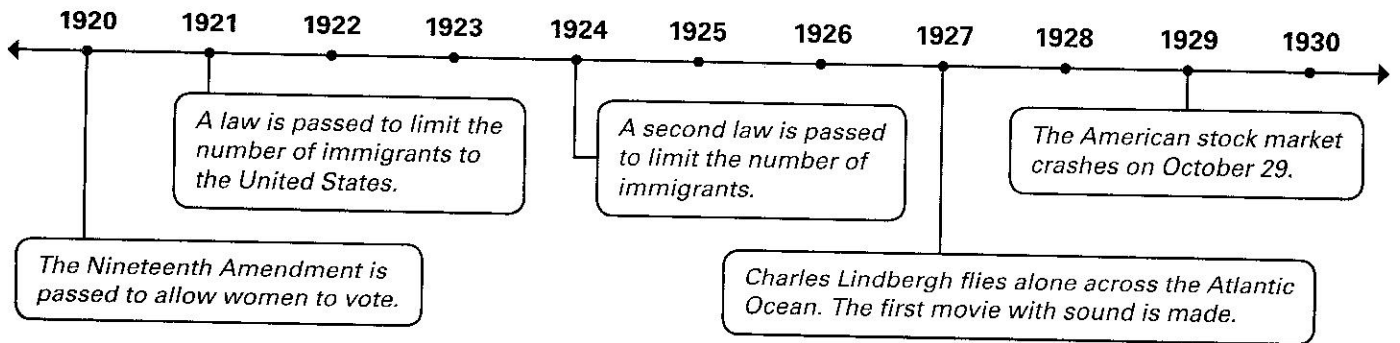 1920 1921 1922 1923 1924 1925 1926 1927 1928 1929 1930
A law is passed to limit the
number of immigrants to
the United States.
A second law is passed
to limit the number of
immigrants.
The American stock market
crashes on October 29.
The Nineteenth Amendment is
passed to allow women to vote.
Charles Lindbergh flies alone across the Atlantic
Ocean. The first movie with sound is made.